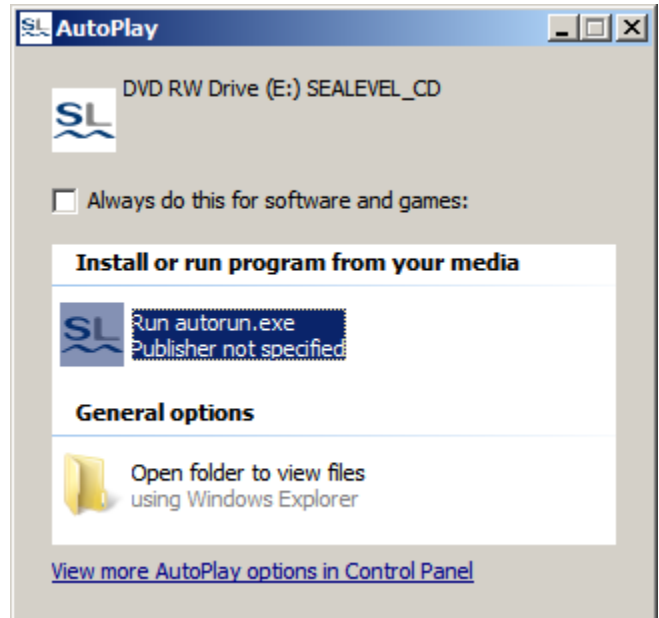 SL AutoPlay
DVD RW Drive (E:) SEALEVEL_CD
SL
Always do this for software and games:
Install or run program from your media
SL
Run autorun.exe
Publisher not specified
General options
Open folder to view files
using Windows Explorer
View more AutoPlay options in Control Panel